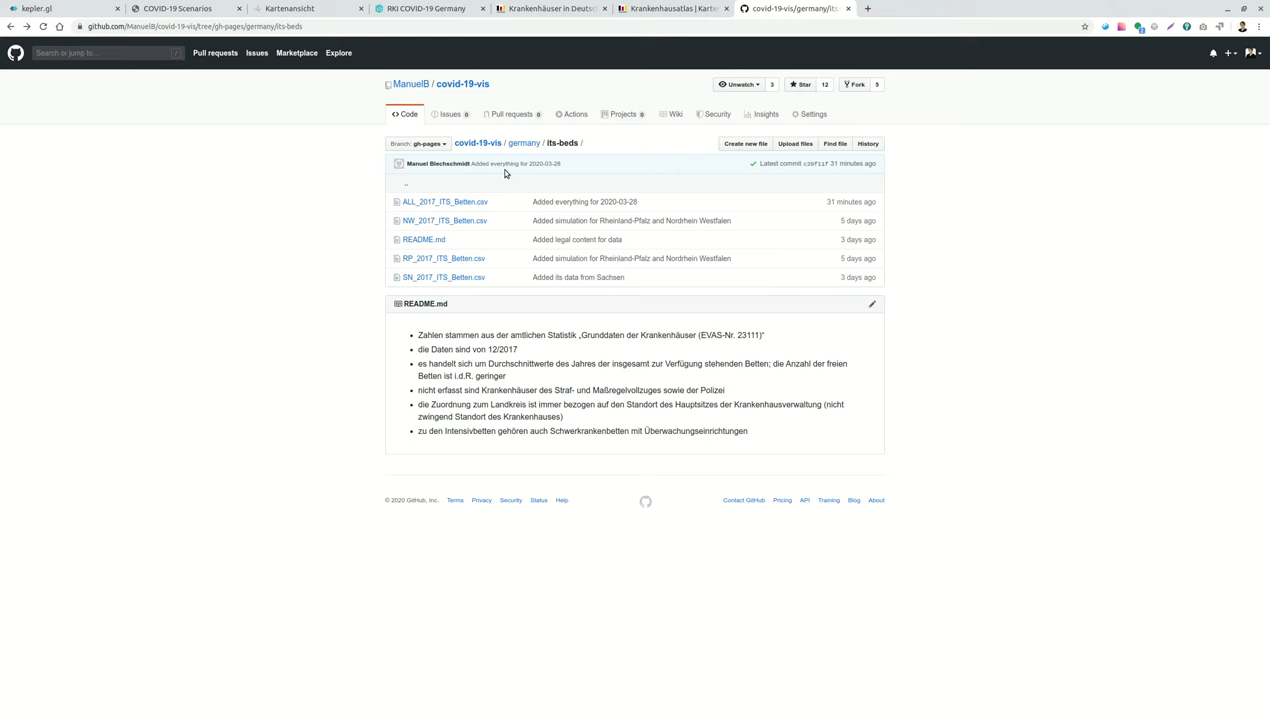 kepler.gl
COVID-19 Scenarios
Kartenansicht
RKI COVID-19 Germany
Krankenhäuser in Deutsch
Krankenhausatlas | Karten
covid-19-vis/germany/its-
github.com/ManuelB/covid-19-vis/tree/gh-pages/germany/its-beds
Search or jump to...
/
Pull requests
Issues
Marketplace
Explore
ManuelB / covid-19-vis
Unwatch 3
Star 12
Fork 5
Code
Issues 0
Pull requests 0
Actions
Projects 0
Wiki
Security
Insights
Settings
Branch: gh-pages
covid-19-vis / germany / its-beds /
Create new file
Upload files
Find file
History
Manuel Blechschmidt Added everything for 2020-03-28
Latest commit c29f11f 31 minutes ago
..
ALL_2017_ITS_Betten.csv Added everything for 2020-03-28 31 minutes ago
NW_2017_ITS_Betten.csv Added simulation for Rheinland-Pfalz and Nordrhein Westfalen 5 days ago
README.md Added legal content for data 3 days ago
RP_2017_ITS_Betten.csv Added simulation for Rheinland-Pfalz and Nordrhein Westfalen 5 days ago
SN_2017_ITS_Betten.csv Added its data from Sachsen 3 days ago
README.md
• Zahlen stammen aus der amtlichen Statistik „Grunddaten der Krankenhäuser (EVAS-Nr. 23111)“
• die Daten sind von 12/2017
• es handelt sich um Durchschnittwerte des Jahres der insgesamt zur Verfügung stehenden Betten; die Anzahl der freien
Betten ist i.d.R. geringer
• nicht erfasst sind Krankenhäuser des Straf- und Maßregelvollzuges sowie der Polizei
• die Zuordnung zum Landkreis ist immer bezogen auf den Standort des Hauptsitzes der Krankenhausverwaltung (nicht
zwingend Standort des Krankenhauses)
• zu den Intensivbetten gehören auch Schwerkrankenbetten mit Überwachungseinrichtungen
© 2020 GitHub, Inc.
Terms
Privacy
Security
Status
Help
Contact GitHub
Pricing
API
Training
Blog
About